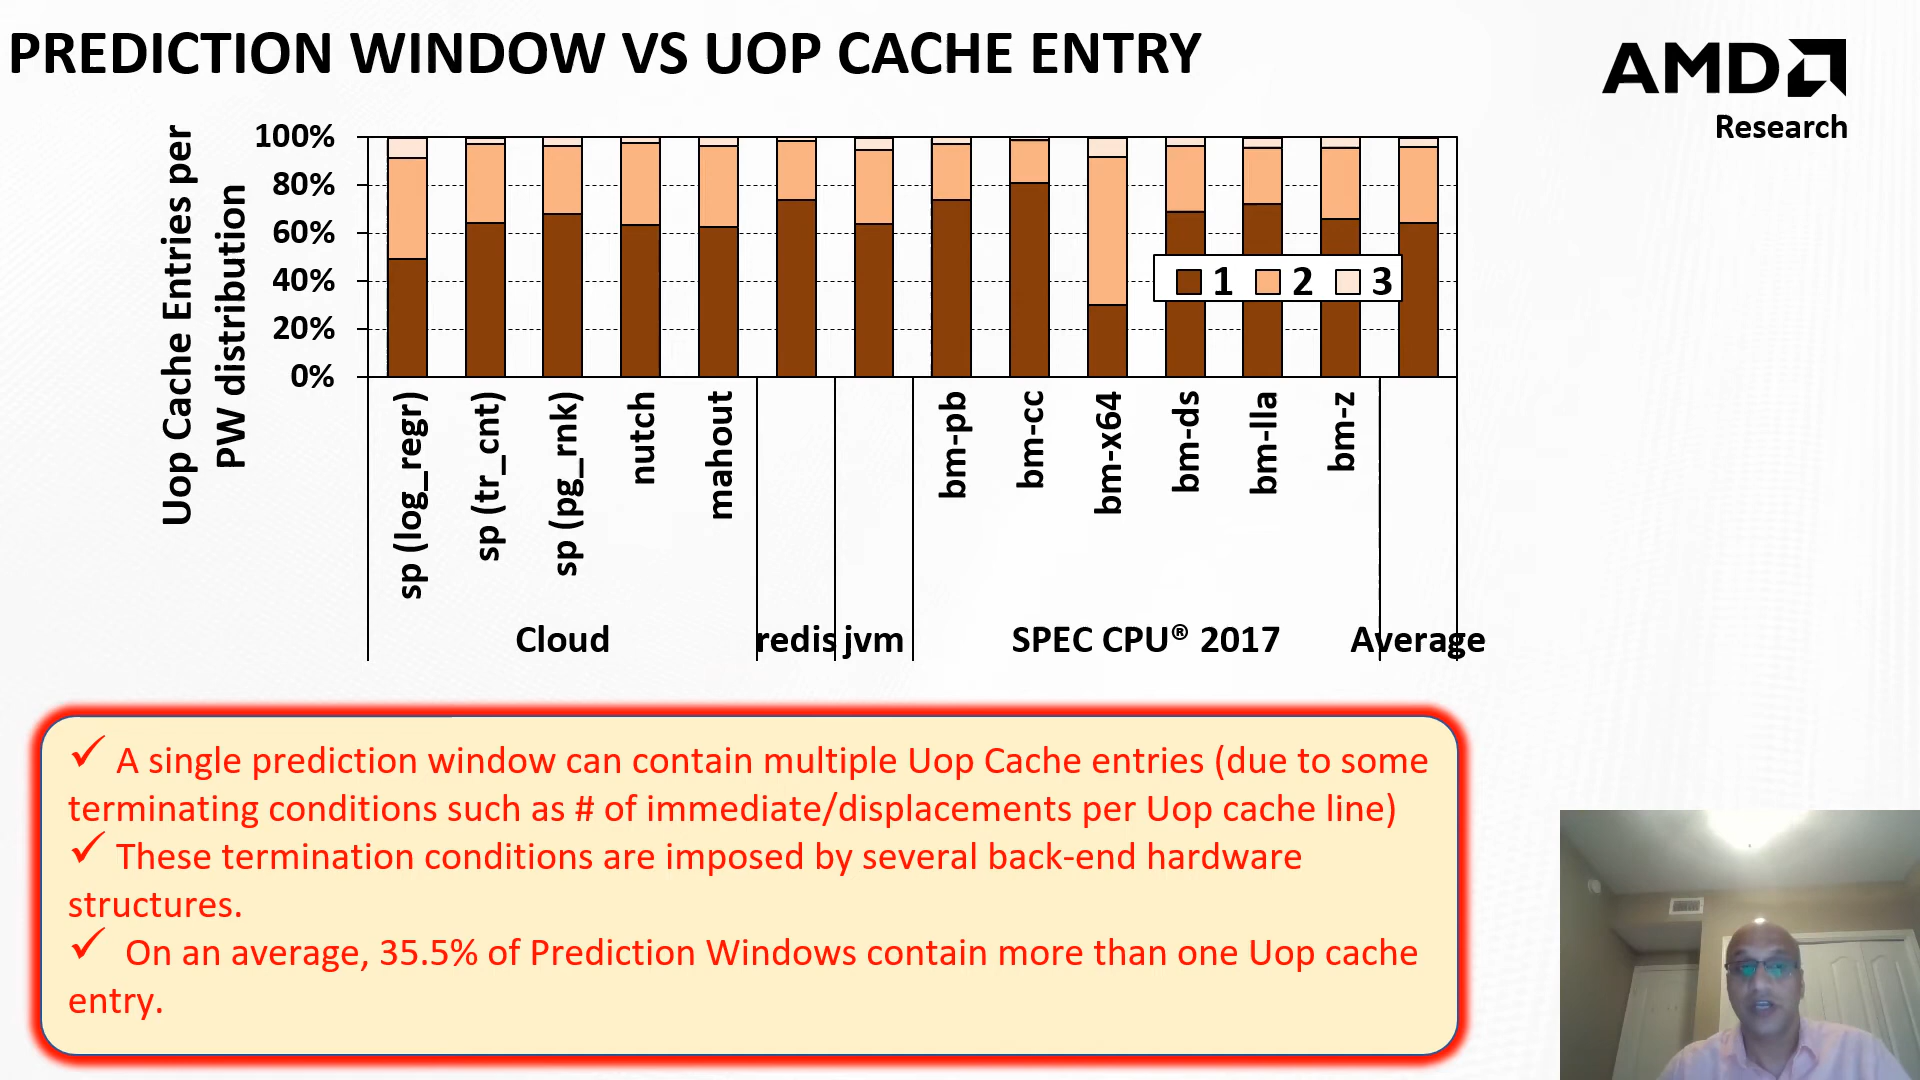 PREDICTION WINDOW VS UOP CACHE ENTRY
AMD
Research
Uop Cache Entries per
PW distribution
100%
80%
60%
40%
20%
0%
1 2 3
sp (log_regr)
sp (tr_cnt)
sp (pg_rnk)
nutch
mahout
bm-pb
bm-cc
bm-x64
bm-ds
bm-lla
bm-z
Cloud
redis
jvm
SPEC CPU® 2017
Average
✓ A single prediction window can contain multiple Uop Cache entries (due to some
terminating conditions such as # of immediate/displacements per Uop cache line)
✓ These termination conditions are imposed by several back-end hardware
structures.
✓ On an average, 35.5% of Prediction Windows contain more than one Uop cache
entry.